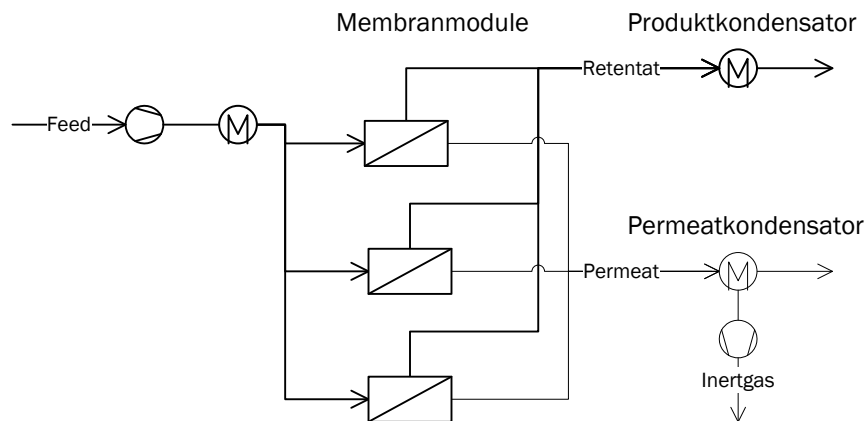 Membranmodule
Produktkondensator
Retentat
Feed
Permeatkondensator
Permeat
Inertgas